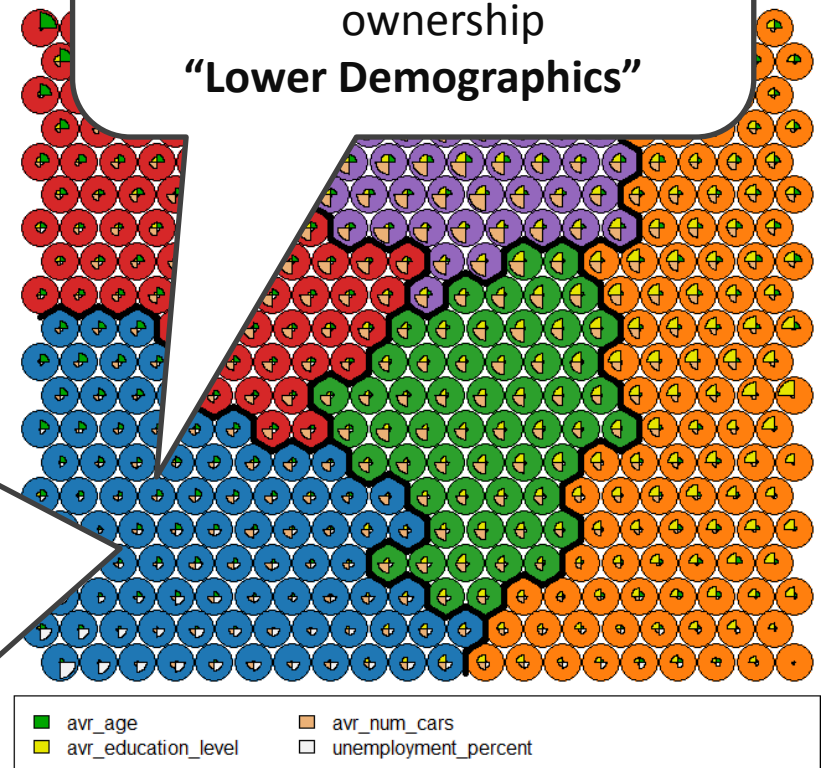 ownership
“Lower Demographics”
avr_age avr_num_cars
avr_education_level unemployment_percent